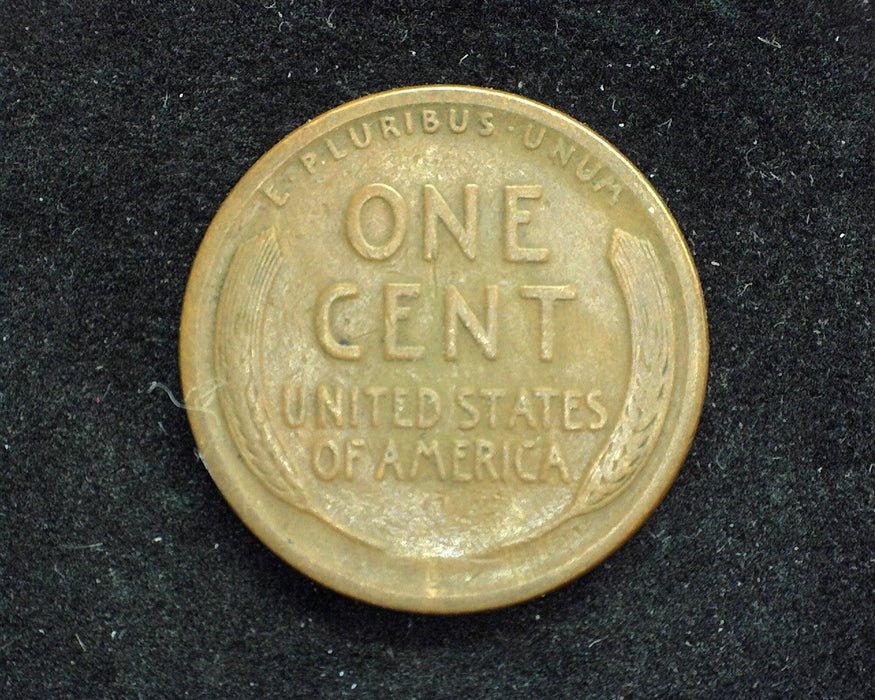 E · PLURIBUS · UNUM
ONE
CENT
UNITED STATES
OF AMERICA